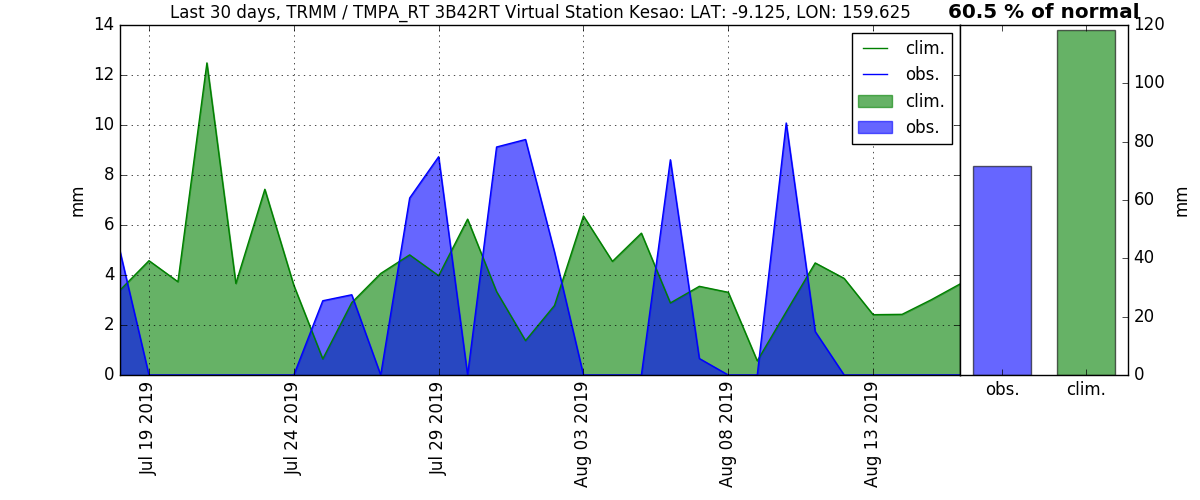 Last 30 days, TRMM / TMPA_RT 3B42RT Virtual Station Kesao: LAT: -9.125, LON: 159.625
60.5 % of normal
14
12
10
8
6
4
2
0
mm
Jul 19 2019
Jul 24 2019
Jul 29 2019
Aug 03 2019
Aug 08 2019
Aug 13 2019
clim.
obs.
clim.
obs.
120
100
80
60
40
20
0
mm
obs.
clim.